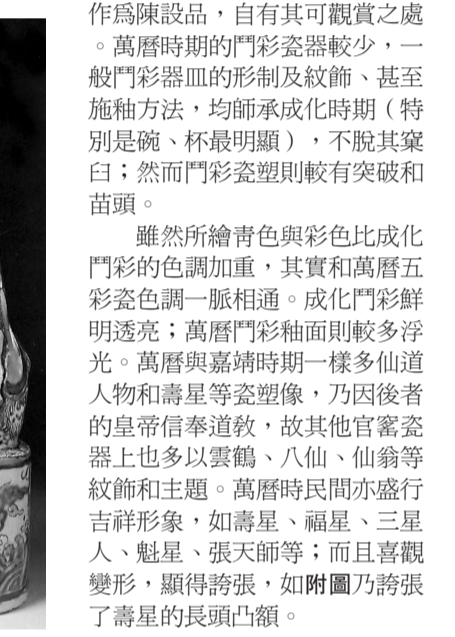 作為陳設品，自有其可觀賞之處
。萬曆時期的鬥彩瓷器較少，一
般鬥彩器皿的形制及紋飾、甚至
施釉方法，均師承成化時期（特
別是碗、杯最明顯），不脫其窠
臼；然而鬥彩瓷塑則較有突破和
苗頭。
雖然所繪青色與彩色比成化
鬥彩的色調加重，其實和萬曆五
彩瓷色調一脈相通。成化鬥彩鮮
明透亮；萬曆鬥彩釉面則較多浮
光。萬曆與嘉靖時期一樣多仙道
人物和壽星等瓷塑像，乃因後者
的皇帝信奉道教，故其他官窰瓷
器上也多以雲鶴、八仙、仙翁等
紋飾和主題。萬曆時民間亦盛行
吉祥形象，如壽星、福星、三星
人、魁星、張天師等；而且喜觀
變形，顯得誇張，如附圖乃誇張
了壽星的長頭凸額。